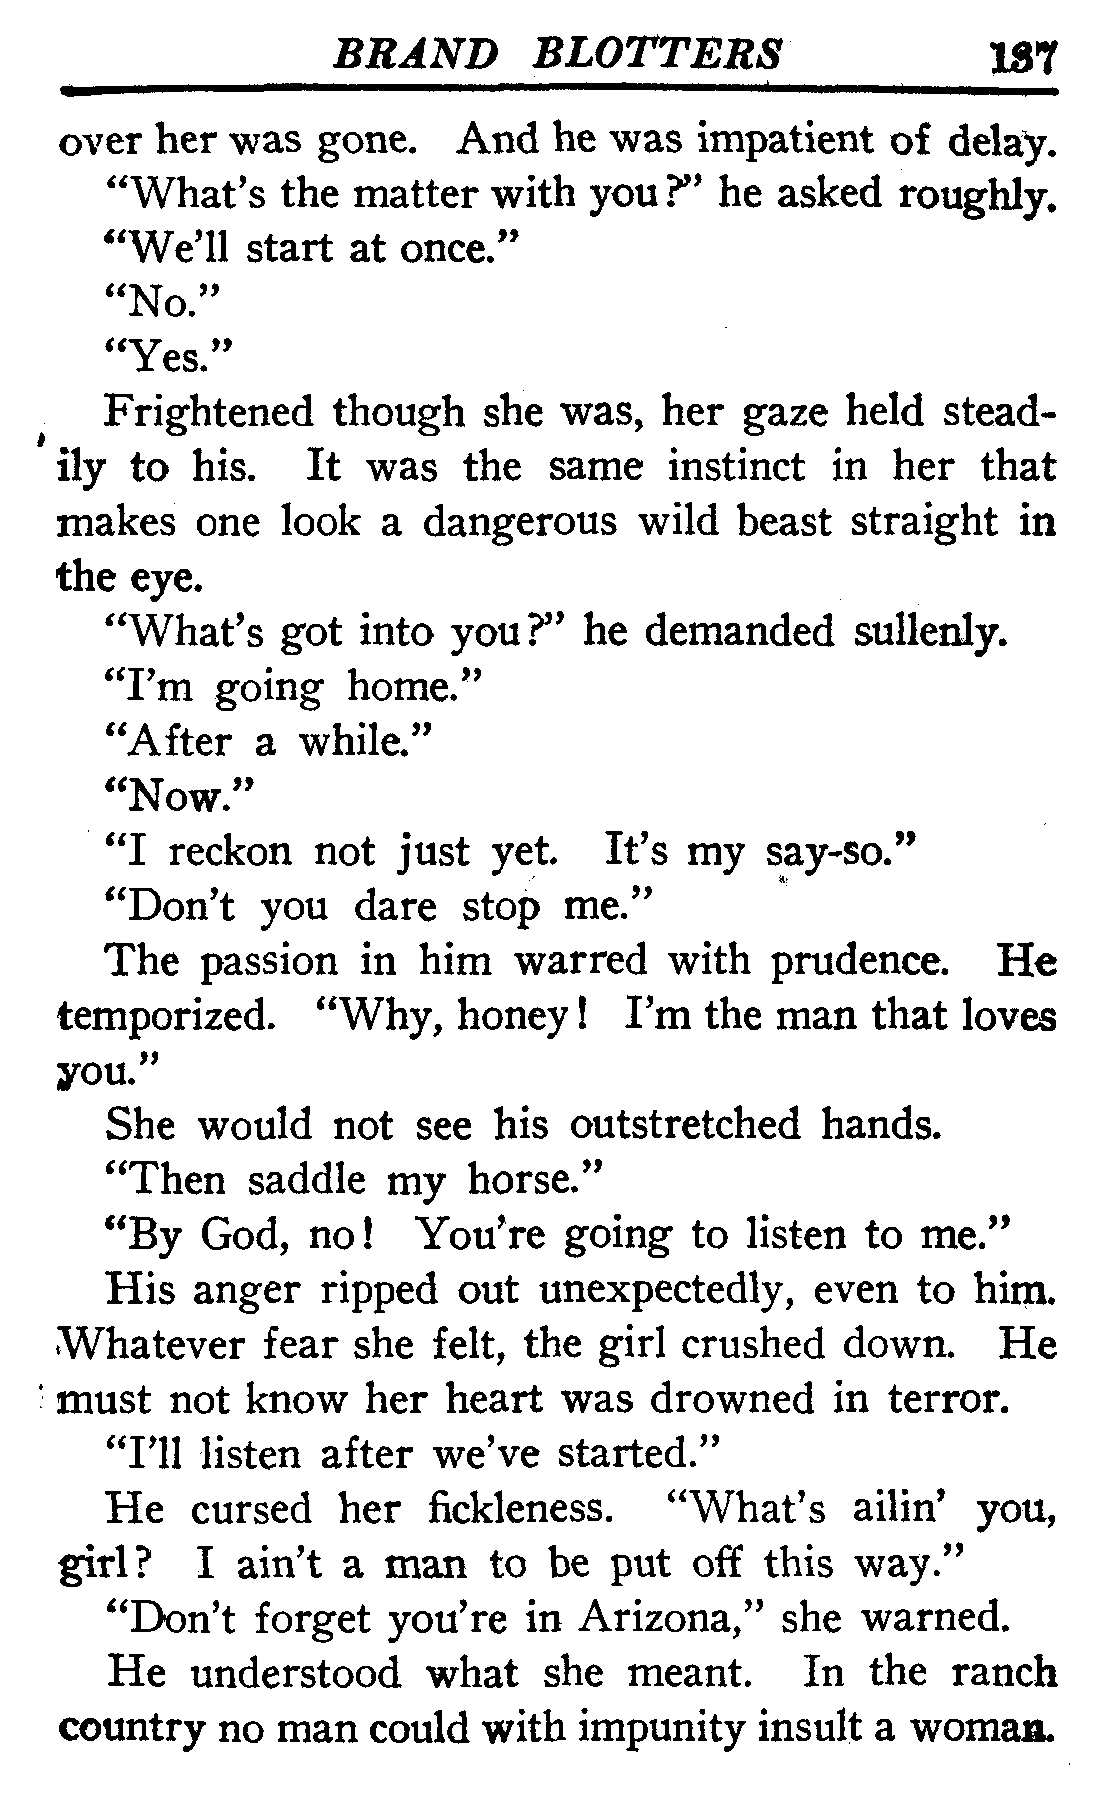 BRAND BLOTTERS 137
over her was gone. And he was impatient of delay.
"What's the matter with you?" he asked roughly.
"We'll start at once."
"No."
"Yes."
Frightened though she was, her gaze held stead-
ily to his. It was the same instinct in her that
makes one look a dangerous wild beast straight in
the eye.
"What's got into you?" he demanded sullenly.
"I'm going home."
"After a while."
"Now."
"I reckon not just yet. It's my say-so."
"Don't you dare stop me."
The passion in him warred with prudence. He
temporized. "Why, honey! I'm the man that loves
you."
She would not see his outstretched hands.
"Then saddle my horse."
"By God, no! You're going to listen to me."
His anger ripped out unexpectedly, even to him.
Whatever fear she felt, the girl crushed down. He
must not know her heart was drowned in terror.
"I'll listen after we've started."
He cursed her fickleness. "What's ailin' you,
girl? I ain't a man to be put off this way."
"Don't forget you're in Arizona," she warned.
He understood what she meant. In the ranch
country no man could with impunity insult a woman.